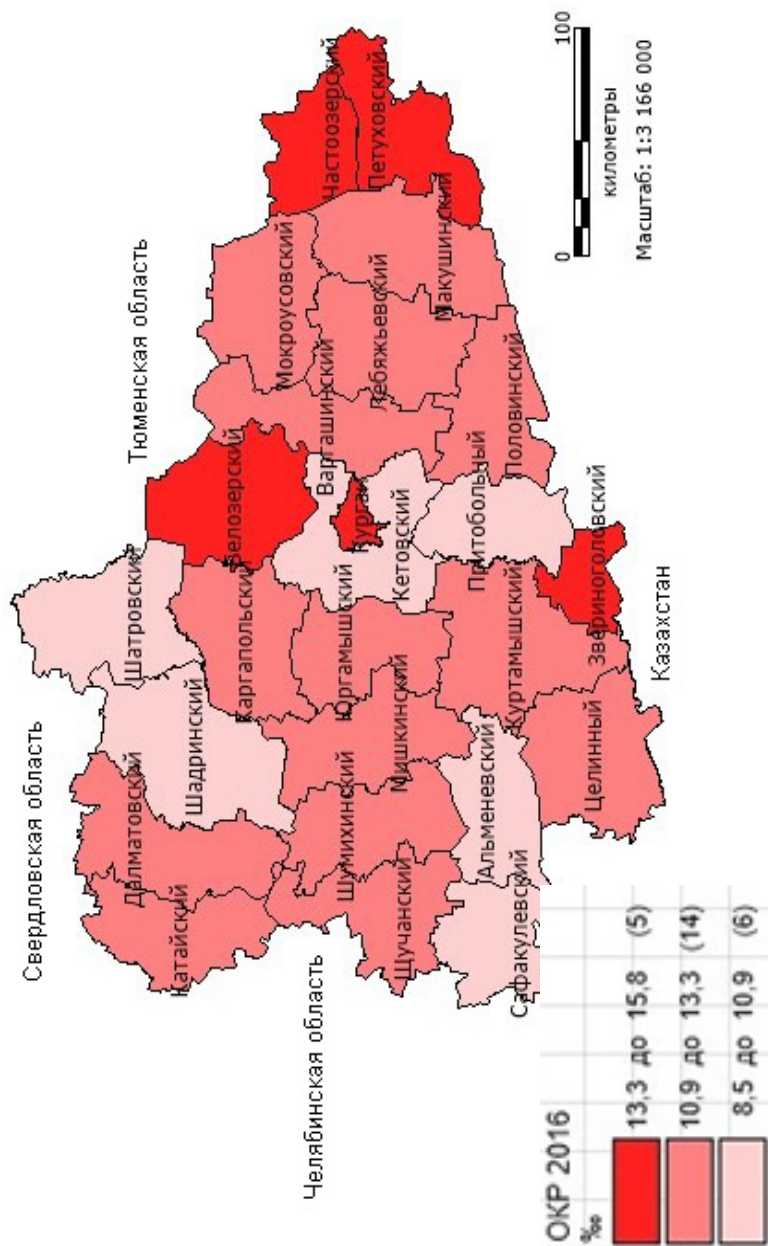 Свердловская область
Тюменская область
Челябинская область
Казахстан
Шатровский
Далматовский
Катайский
Шадринский
Каргапольский
Белозерский
Мокроусовский
Частоозерский
Петуховский
Варгашинский
Лебяжьевский
Макушинский
Курган
Кетовский
Юргамышский
Мишкинский
Шумихинский
Щучанский
Сафакулевский
Альменевский
Куртамышский
Притобольный
Половинский
Звериноголовский
Целинный
0 100
километры
Масштаб: 1:3 166 000
ОКР 2016
‰
13,3 до 15,8 (5)
10,9 до 13,3 (14)
8,5 до 10,9 (6)